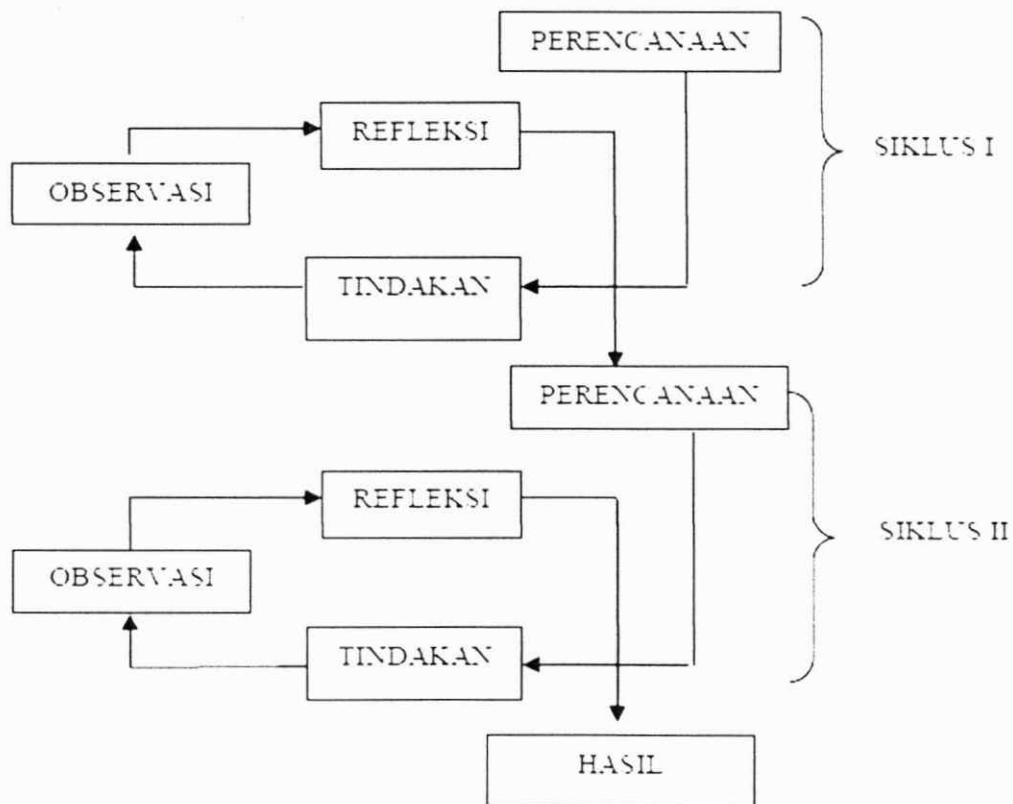 PERENCANAAN
REFLEKSI
SIKLUS I
OBSERVASI
TINDAKAN
PERENCANAAN
REFLEKSI
SIKLUS II
OBSERVASI
TINDAKAN
HASIL